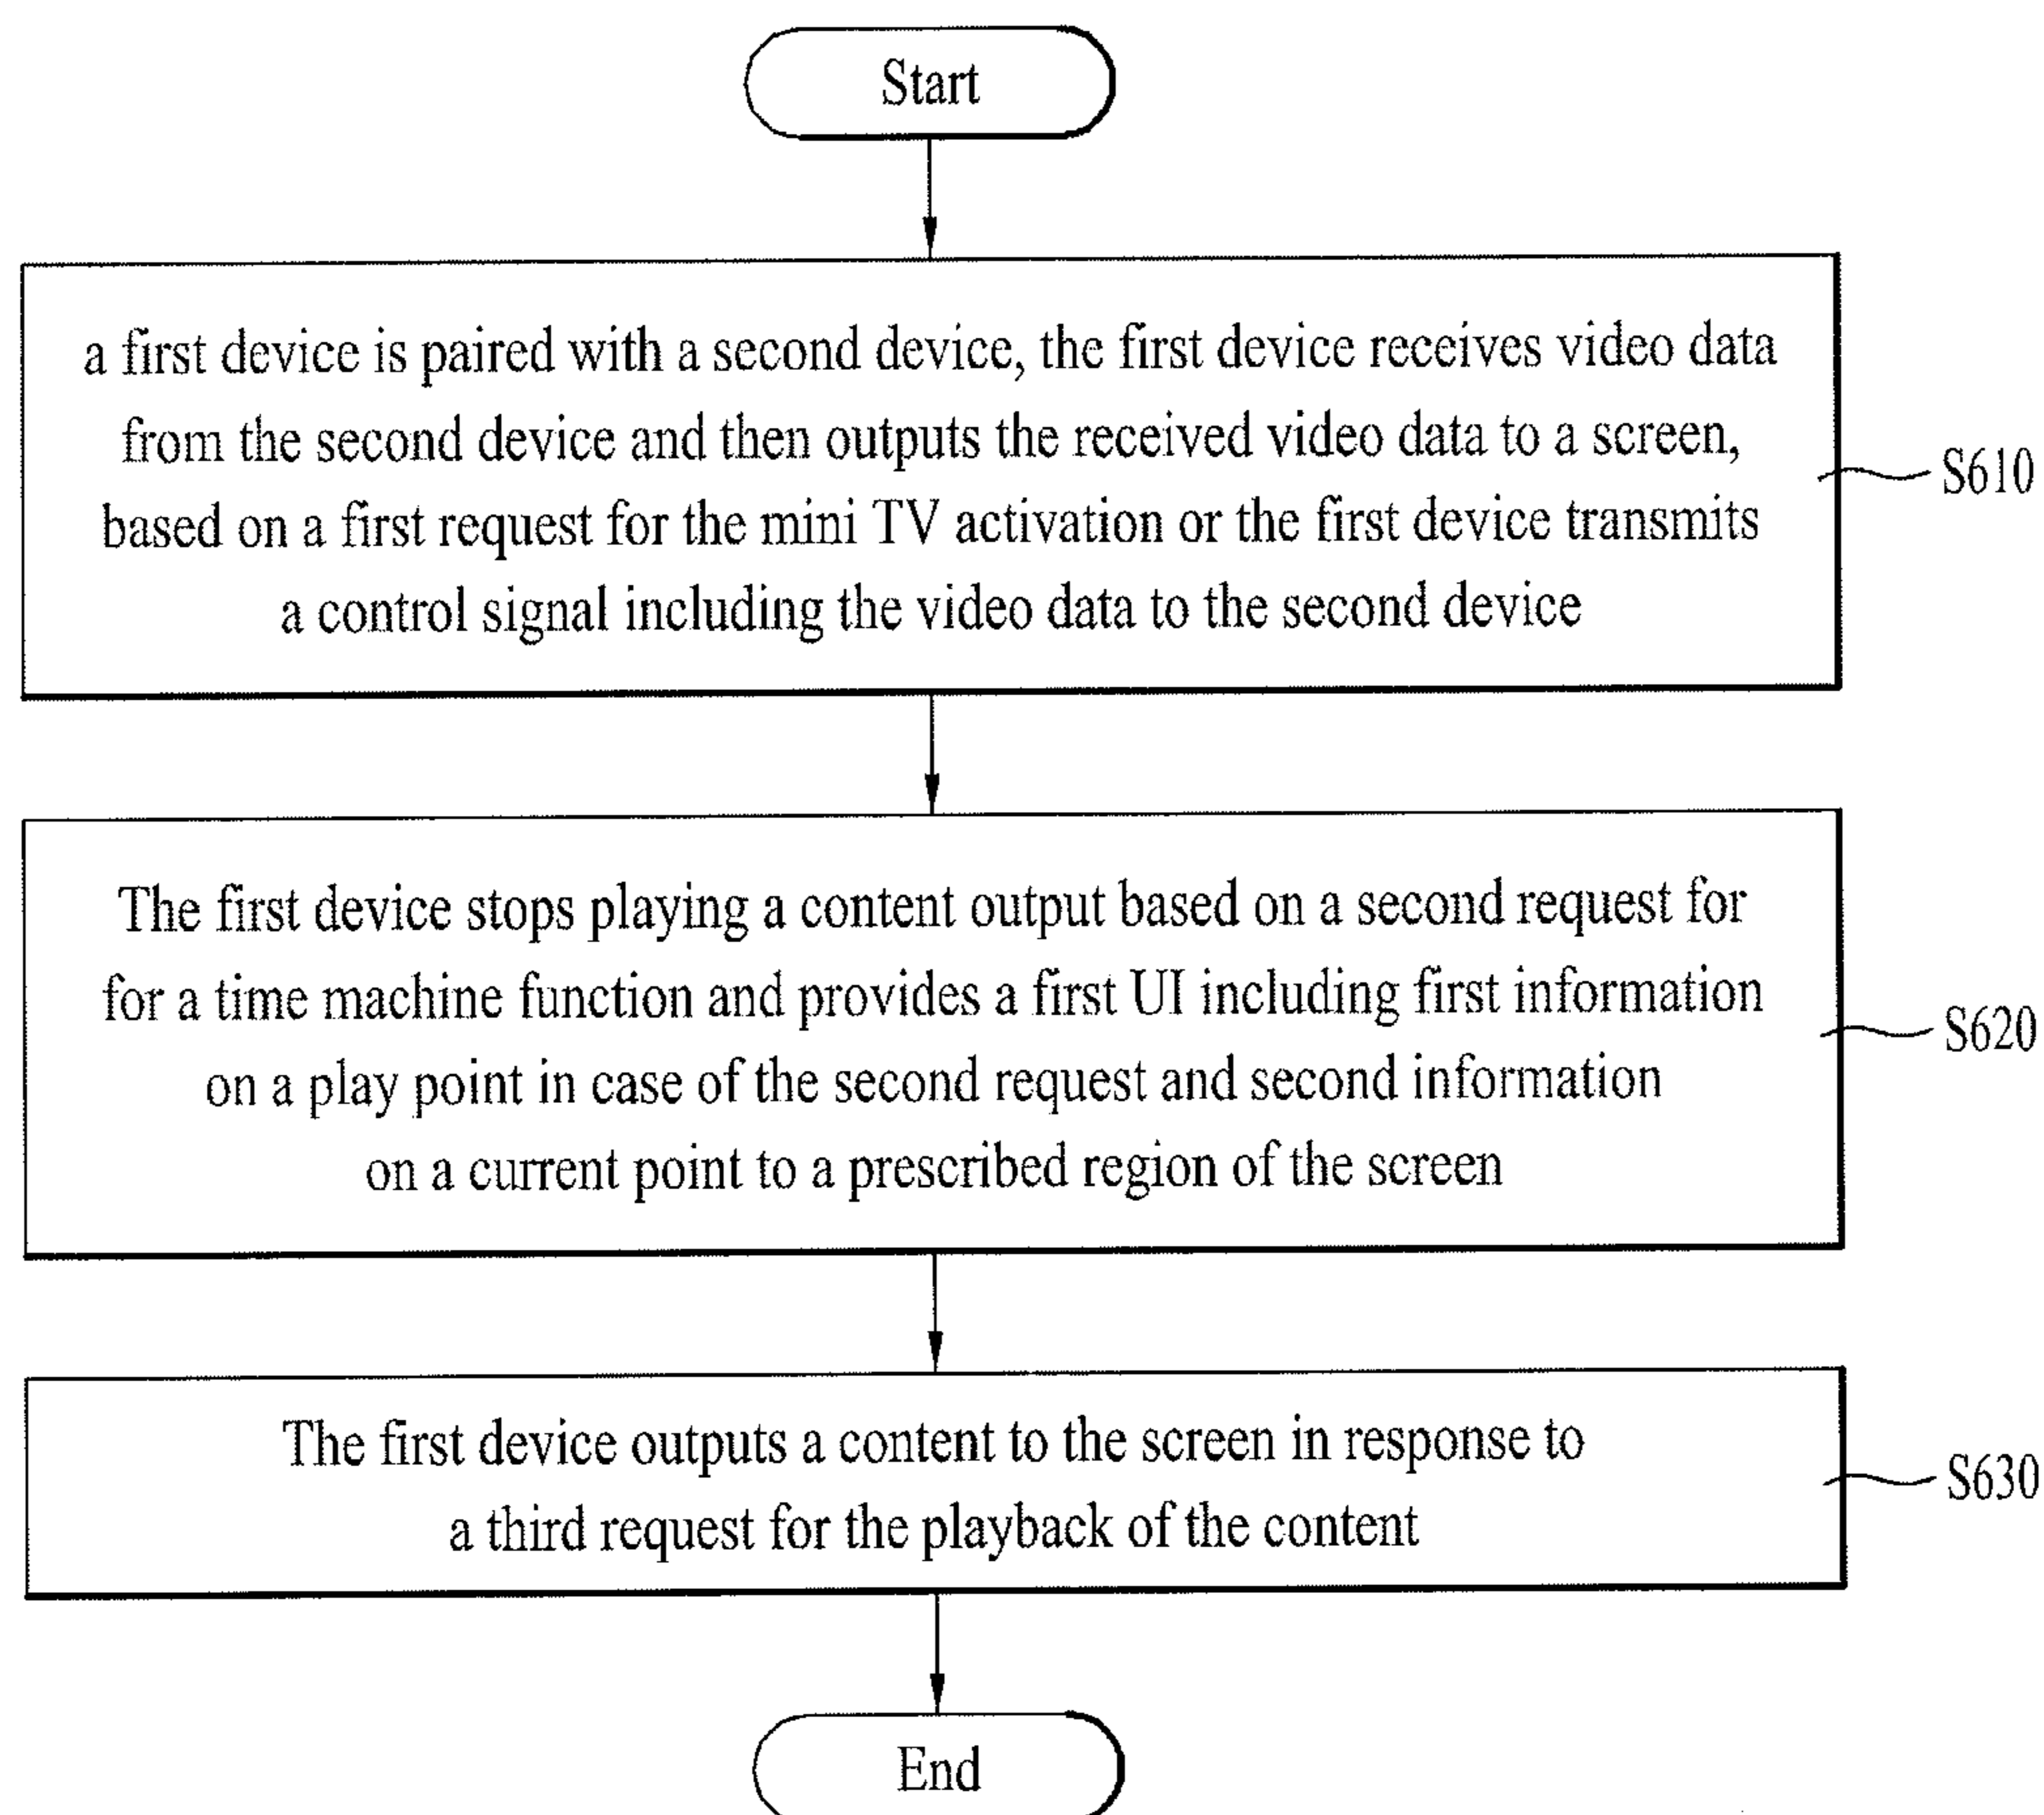 Start
a first device is paired with a second device, the first device receives video data
from the second device and then outputs the received video data to a screen,
based on a first request for the mini TV activation or the first device transmits
a control signal including the video data to the second device
S610
The first device stops playing a content output based on a second request for
for a time machine function and provides a first UI including first information
on a play point in case of the second request and second information
on a current point to a prescribed region of the screen
S620
The first device outputs a content to the screen in response to
a third request for the playback of the content
S630
End